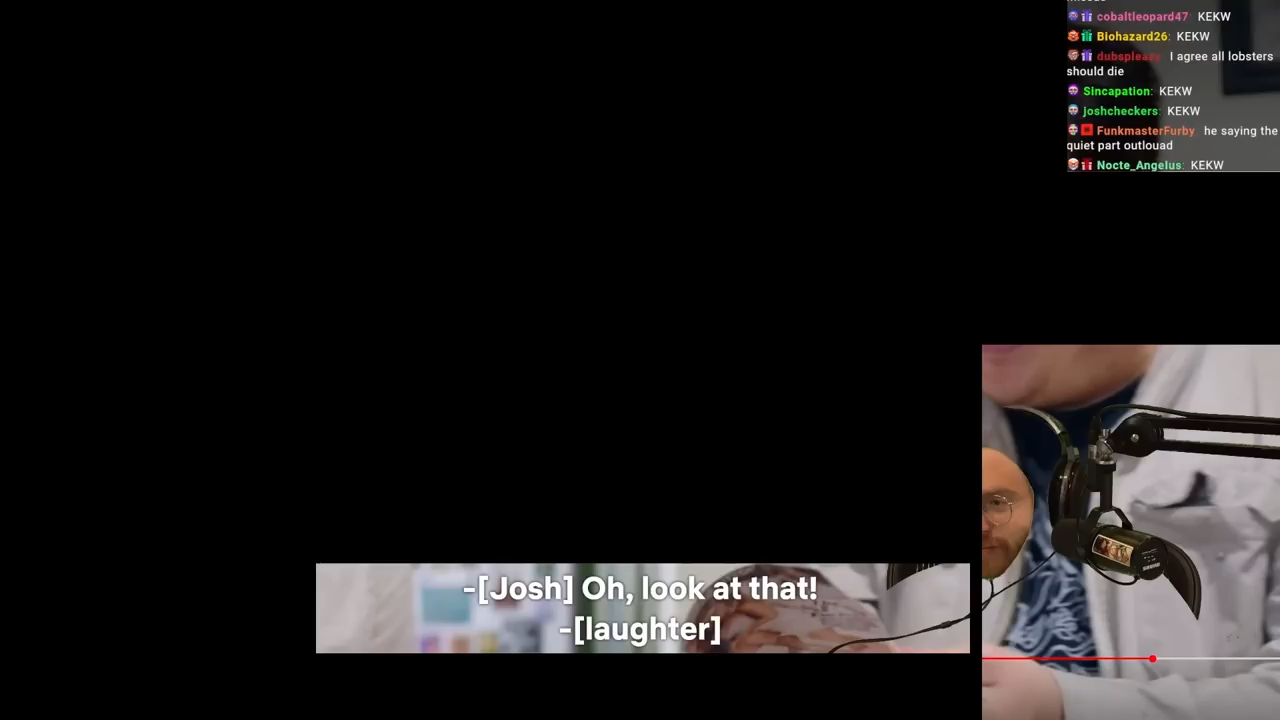 cobaltleopard47 KEKW
BIohazard26: KEKW
I agree all lobsters
should die
Sincapation: KEKW
joshcheckers: KEKW
FunkmasterFurby he saying the
quiet part outlouad
Nocte_Angelus: KEKW
-[Josh] Oh, look at that!
-[laughter]